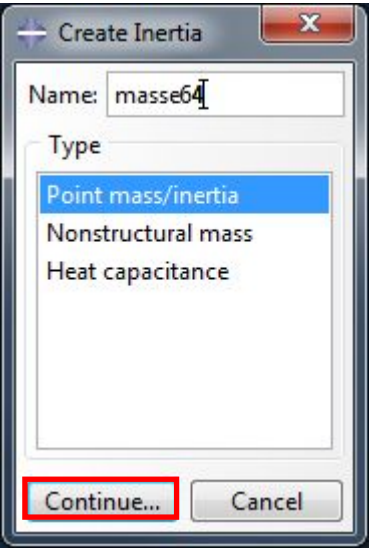 Create Inertia
Name: masse64
Type
Point mass/inertia
Nonstructural mass
Heat capacitance
Continue... Cancel